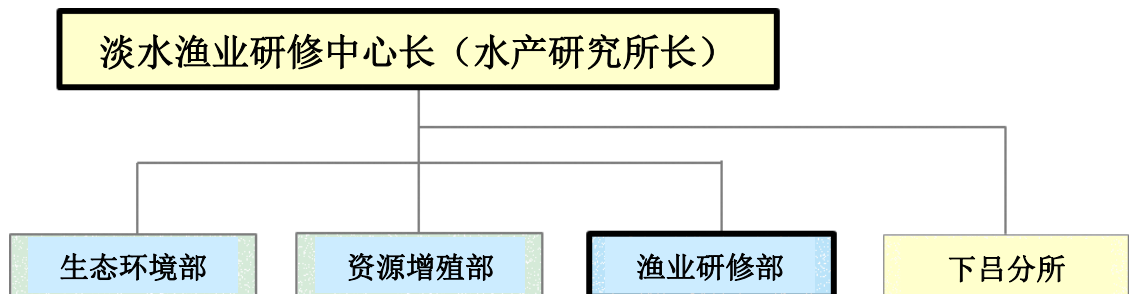 淡水渔业研修中心长（水产研究所长）
生态环境部
资源增殖部
渔业研修部
下吕分所